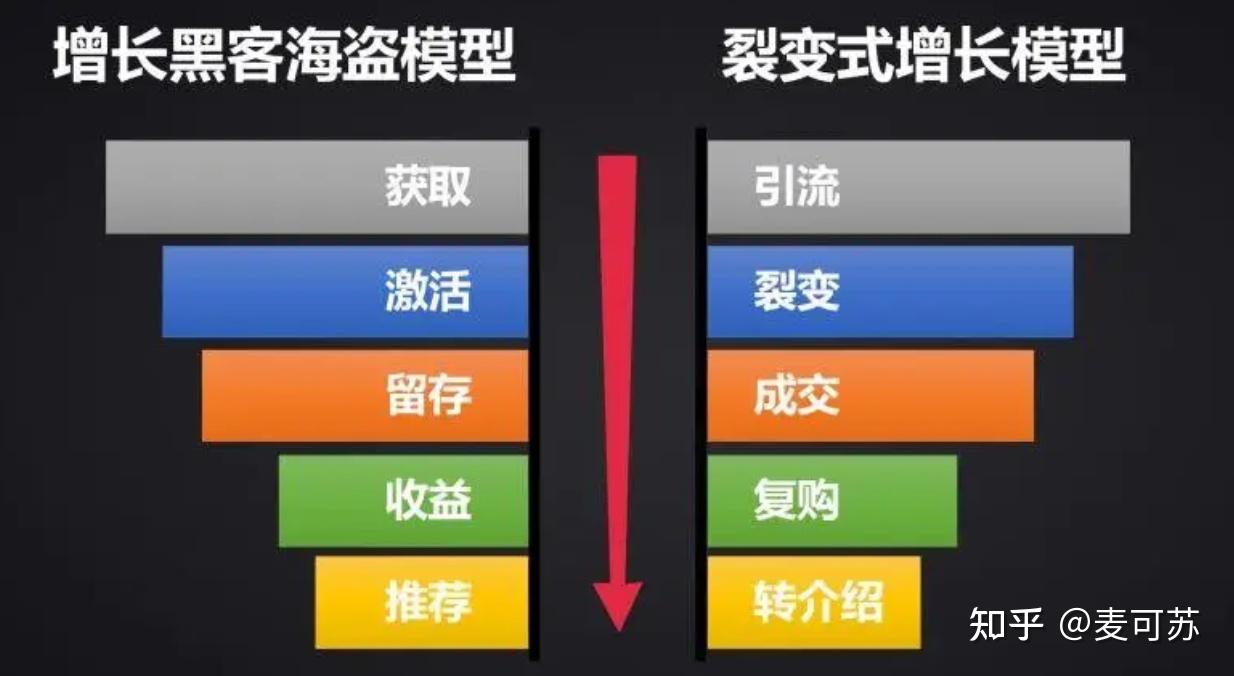 增长黑客海盗模型
裂变式增长模型
获取
引流
激活
裂变
留存
成交
收益
复购
推荐
转介绍
知乎 @麦可苏